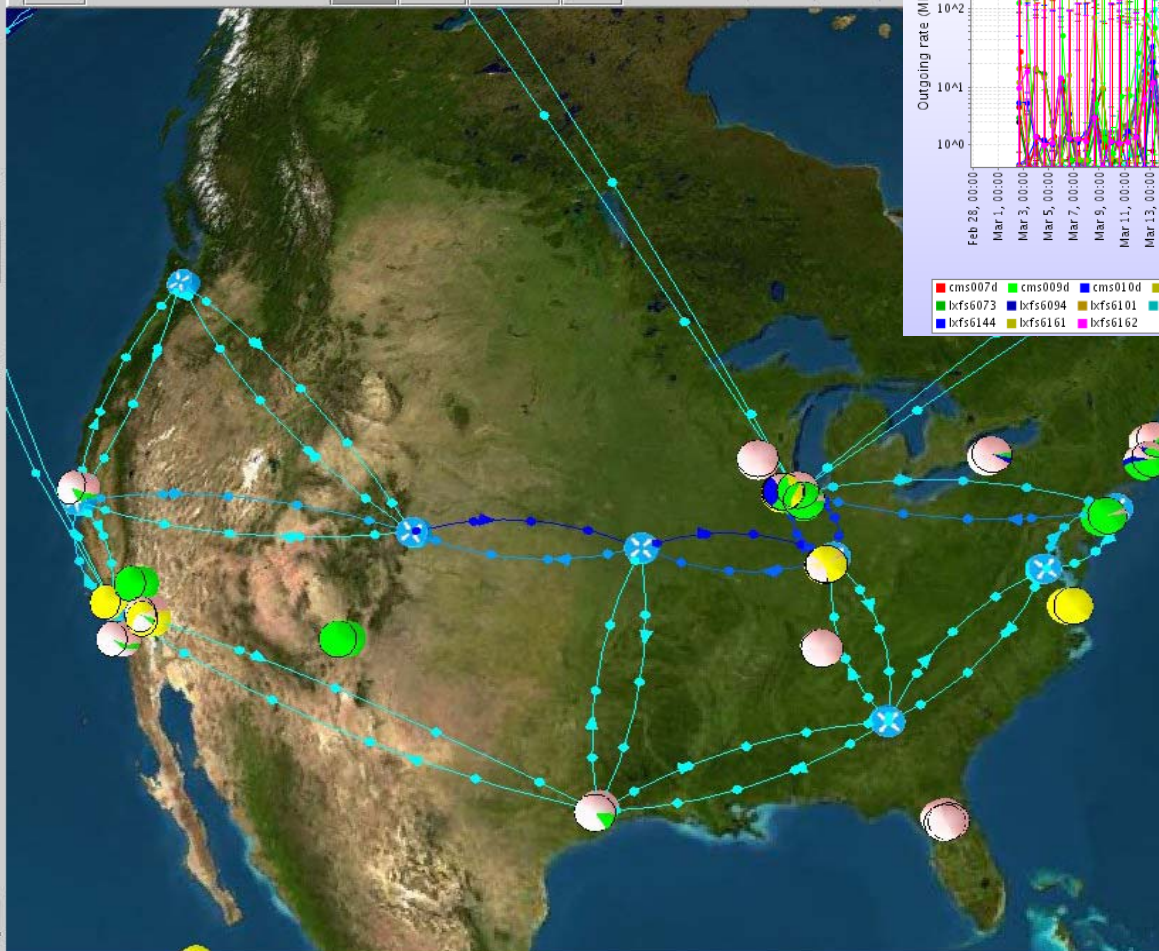 Outgoing rate (M
10^2
10^1
10^0
Feb 28, 00:00
Mar 1, 00:00
Mar 3, 00:00
Mar 5, 00:00
Mar 7, 00:00
Mar 9, 00:00
Mar 11, 00:00
Mar 13, 00:00
cms007d cms009d cms010d
lxfs6073 lxfs6094 lxfs6101
lxfs6144 lxfs6161 lxfs6162